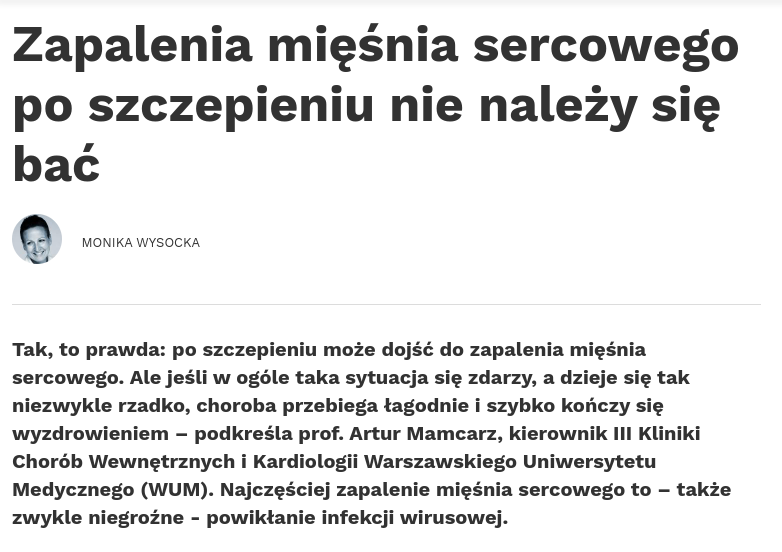 Zapalenia mięśnia sercowego
po szczepieniu nie należy się
bać
MONIKA WYSOCKA
Tak, to prawda: po szczepieniu może dojść do zapalenia mięśnia
sercowego. Ale jeśli w ogóle taka sytuacja się zdarzy, a dzieje się tak
niezwykle rzadko, choroba przebiega łagodnie i szybko kończy się
wyzdrowieniem – podkreśla prof. Artur Mamcarz, kierownik III Kliniki
Chorób Wewnętrznych i Kardiologii Warszawskiego Uniwersytetu
Medycznego (WUM). Najczęściej zapalenie mięśnia sercowego to – także
zwykle niegroźne - powikłanie infekcji wirusowej.